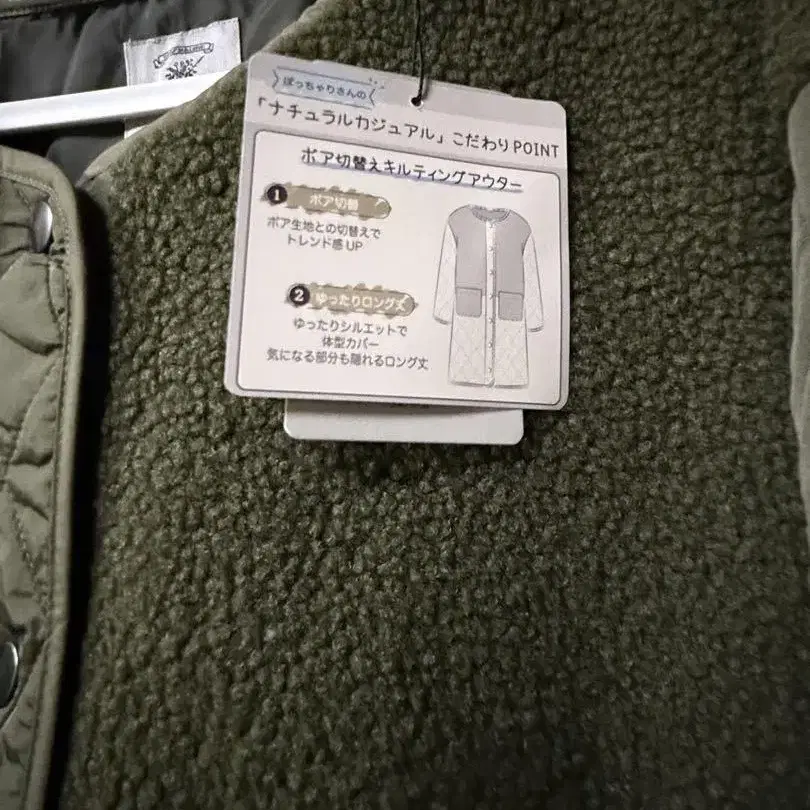 ぽっちゃりさんの
「ナチュラルカジュアル」こだわりPOINT
ボア切替えキルティングアウター
1 ボア切替
ボア生地との切替えで
トレンド感UP
2 ゆったりロング丈
ゆったりシルエットで
体型カバー
気になる部分も隠れるロング丈